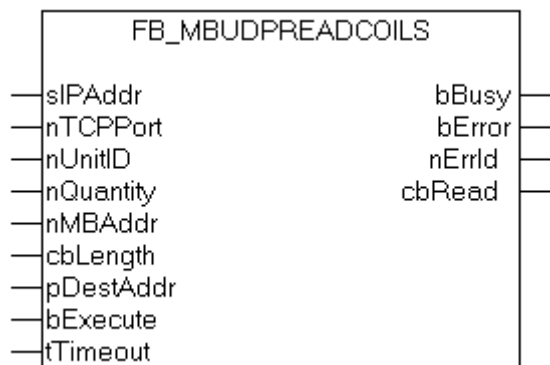 FB_MBUDPREADCOILS
sIPAddr bBusy
nTCPPort bError
nUnitID nErrId
nQuantity cbRead
nMBAddr
cbLength
pDestAddr
bExecute
tTimeout